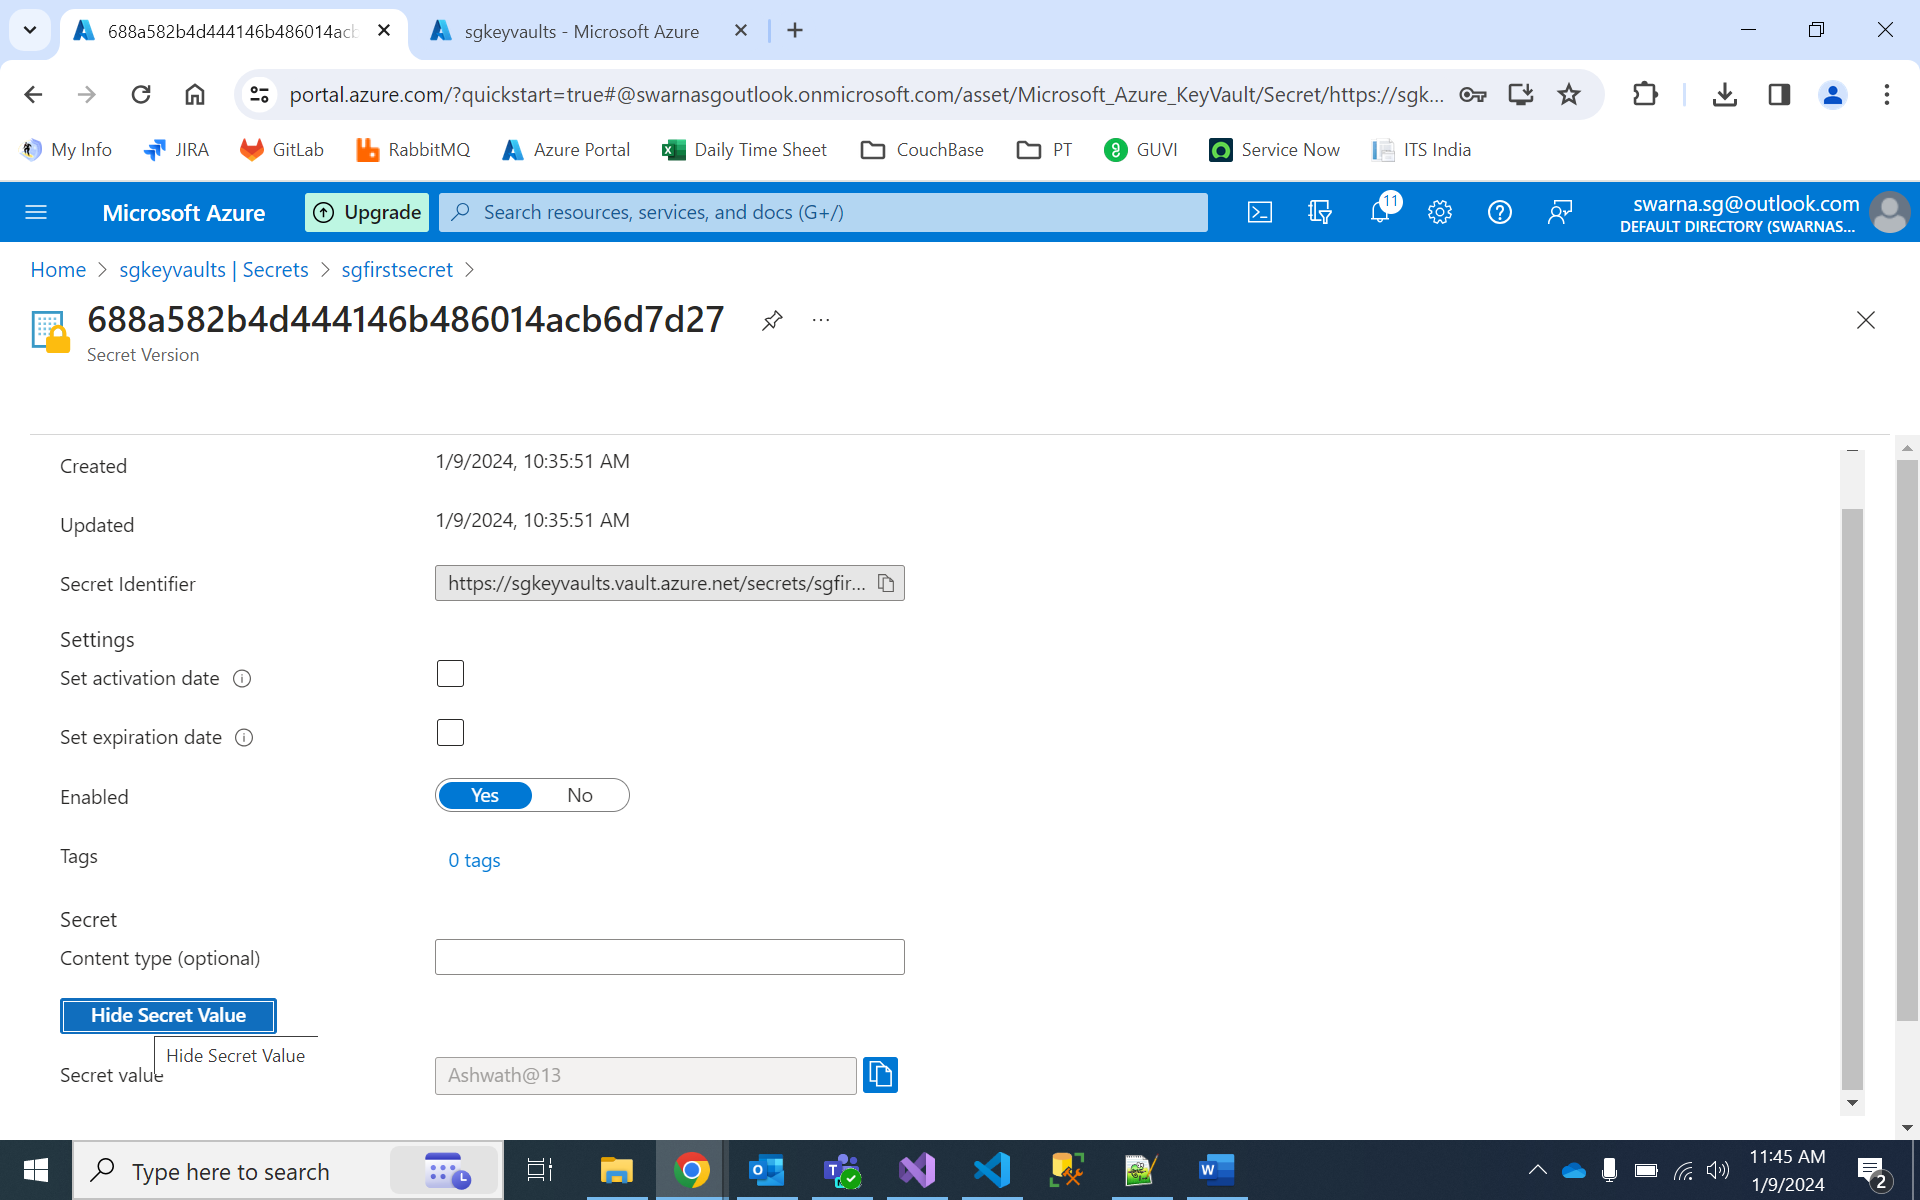 688a582b4d444146b486014acb
sgkeyvaults - Microsoft Azure
portal.azure.com/?quickstart=true#@swarnasgoutlook.onmicrosoft.com/asset/Microsoft_Azure_KeyVault/Secret/https://sgk...
My Info JIRA GitLab RabbitMQ Azure Portal Daily Time Sheet CouchBase PT GUVI Service Now ITS India
Microsoft Azure Upgrade Search resources, services, and docs (G+/) 11 swarna.sg@outlook.com
DEFAULT DIRECTORY (SWARNAS...
Home > sgkeyvaults | Secrets > sgfirstsecret >
688a582b4d444146b486014acb6d7d27 ...
Secret Version
Created 1/9/2024, 10:35:51 AM
Updated 1/9/2024, 10:35:51 AM
Secret Identifier https://sgkeyvaults.vault.azure.net/secrets/sgfir...
Settings
Set activation date
Set expiration date
Enabled Yes No
Tags 0 tags
Secret
Content type (optional)
Hide Secret Value
Hide Secret Value
Secret value Ashwath@13
Type here to search
11:45 AM
1/9/2024
2